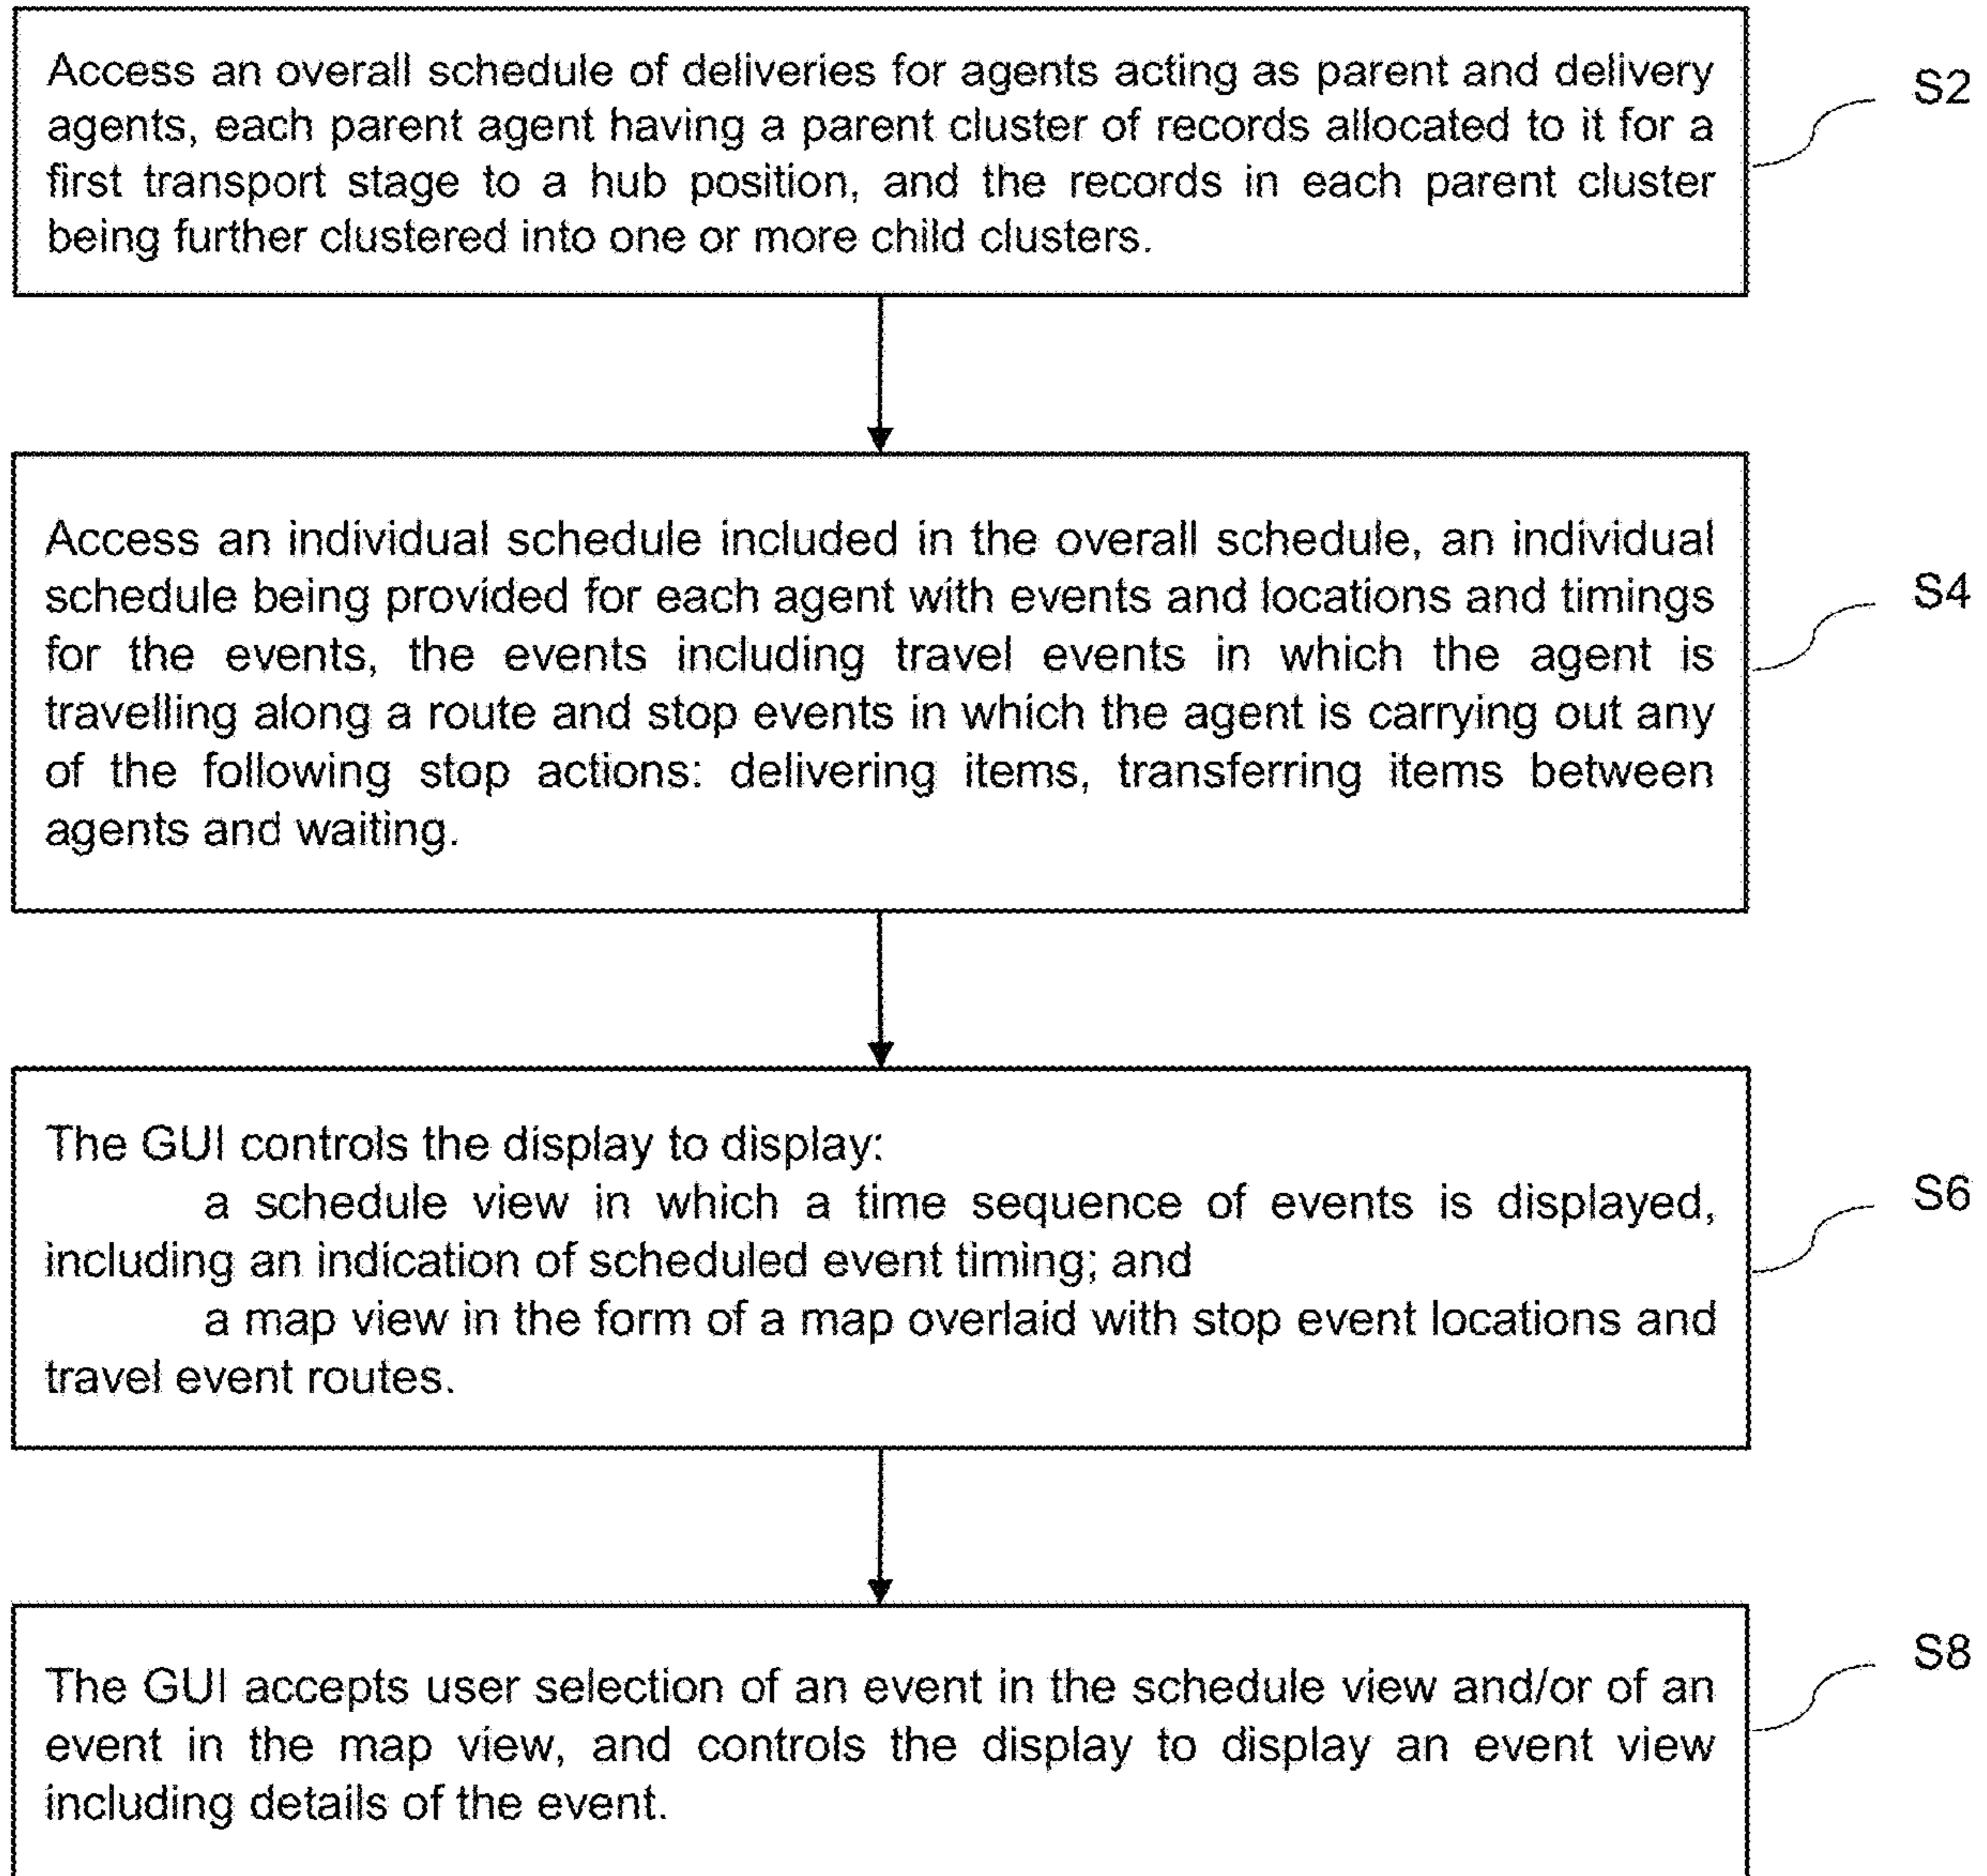 Access an overall schedule of deliveries for agents acting as parent and delivery
agents, each parent agent having a parent cluster of records allocated to it for a
first transport stage to a hub position, and the records in each parent cluster
being further clustered into one or more child clusters.
S2
Access an individual schedule included in the overall schedule, an individual
schedule being provided for each agent with events and locations and timings
for the events, the events including travel events in which the agent is
travelling along a route and stop events in which the agent is carrying out any
of the following stop actions: delivering items, transferring items between
agents and waiting.
S4
The GUI controls the display to display:
a schedule view in which a time sequence of events is displayed,
including an indication of scheduled event timing; and
a map view in the form of a map overlaid with stop event locations and
travel event routes.
S6
The GUI accepts user selection of an event in the schedule view and/or of an
event in the map view, and controls the display to display an event view
including details of the event.
S8